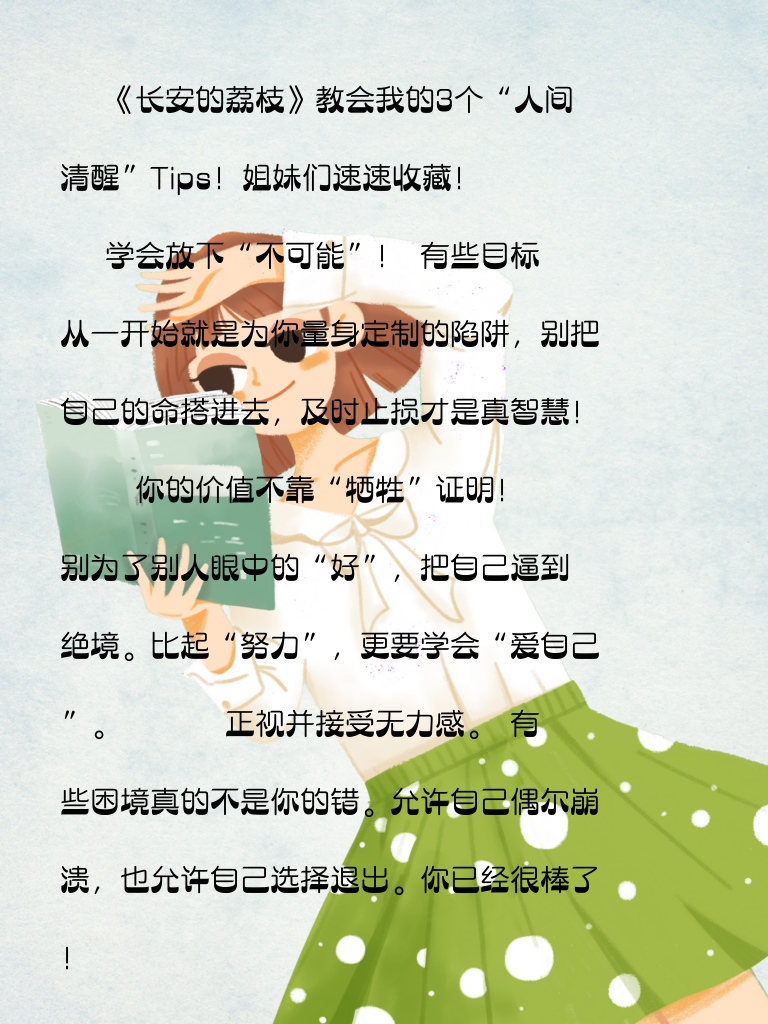 《长安的荔枝》教会我的3个“人间
清醒”Tips！姐妹们速速收藏！
学会放下“不可能”！ 有些目标
从一开始就是为你量身定制的陷阱，别把
自己的命搭进去，及时止损才是真智慧！
你的价值不靠“牺牲”证明！
别为了别人眼中的“好”，把自己逼到
绝境。比起“努力”，更要学会“爱自己
”。 正视并接受无力感。 有
些困境真的不是你的错。允许自己偶尔崩
溃，也允许自己选择退出。你已经很棒了
！